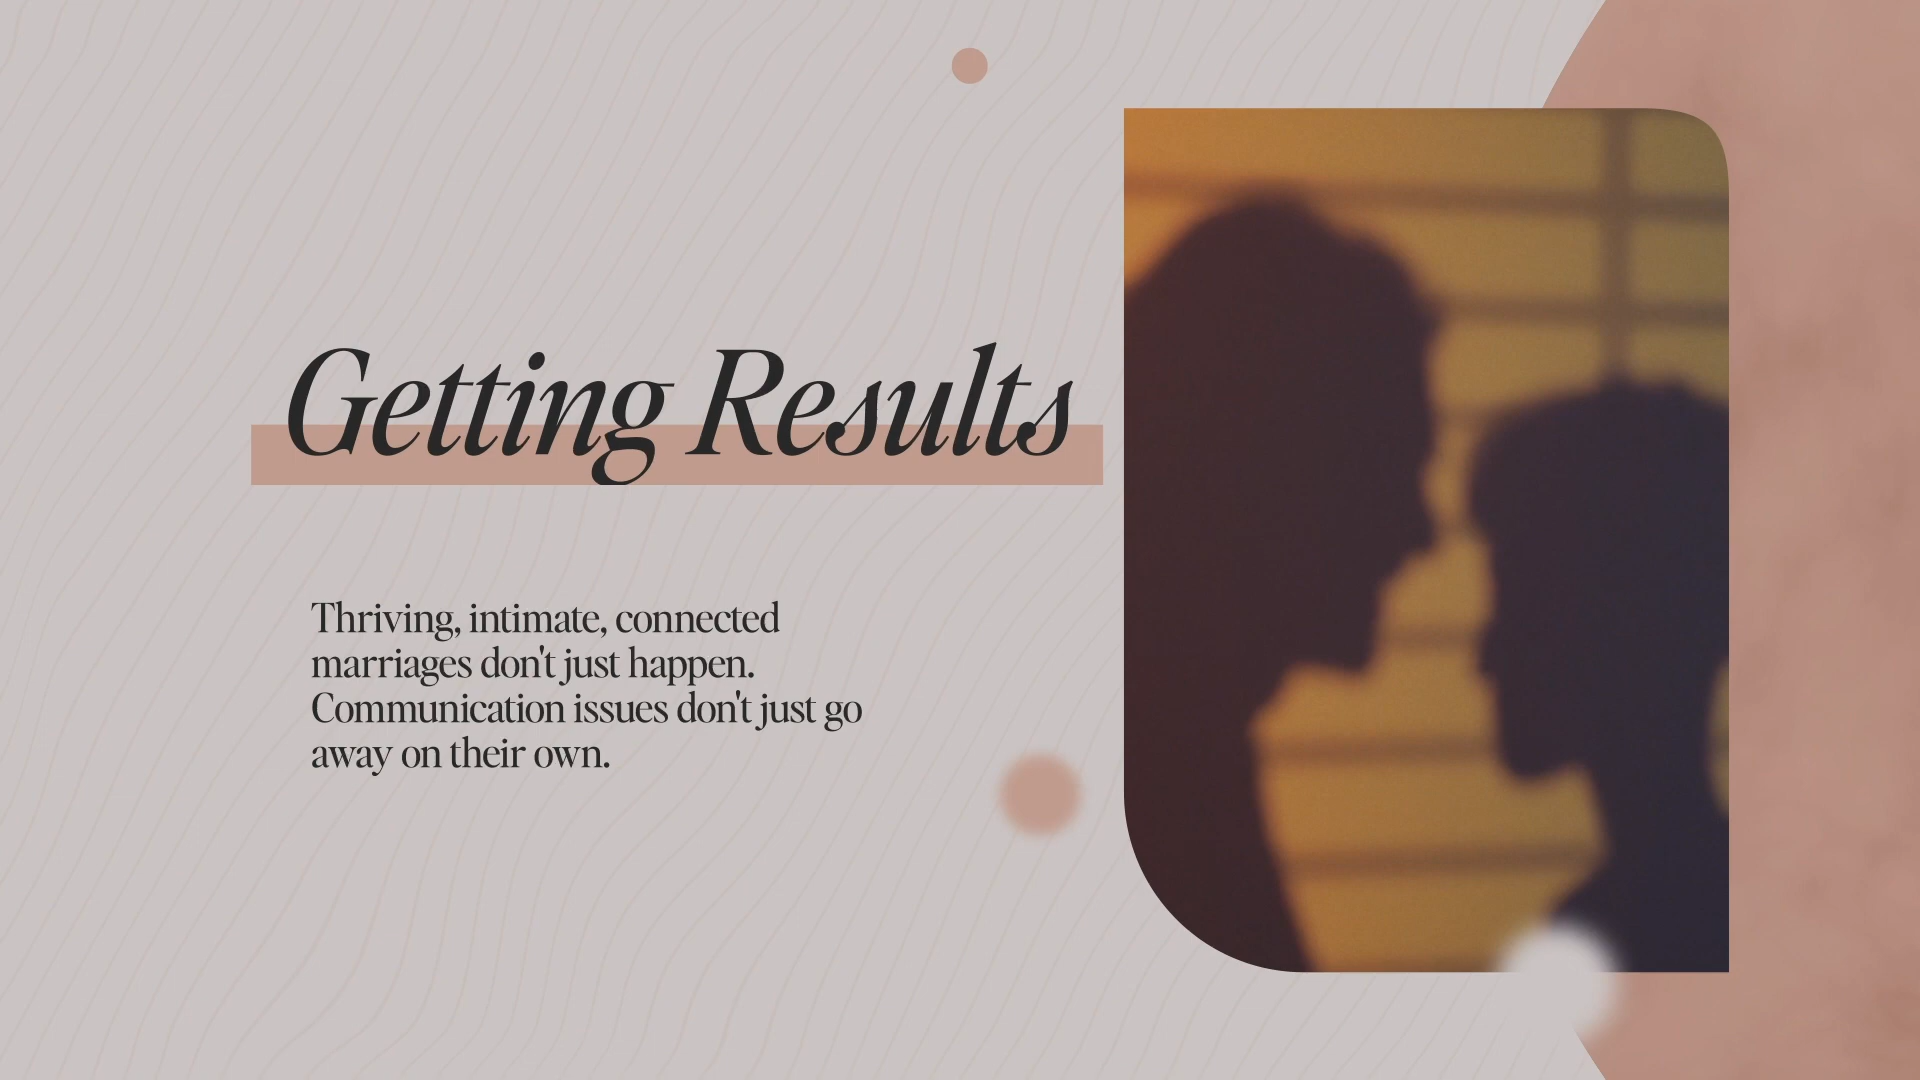 Getting Results
Thriving, intimate, connected
marriages don't just happen.
Communication issues don't just go
away on their own.